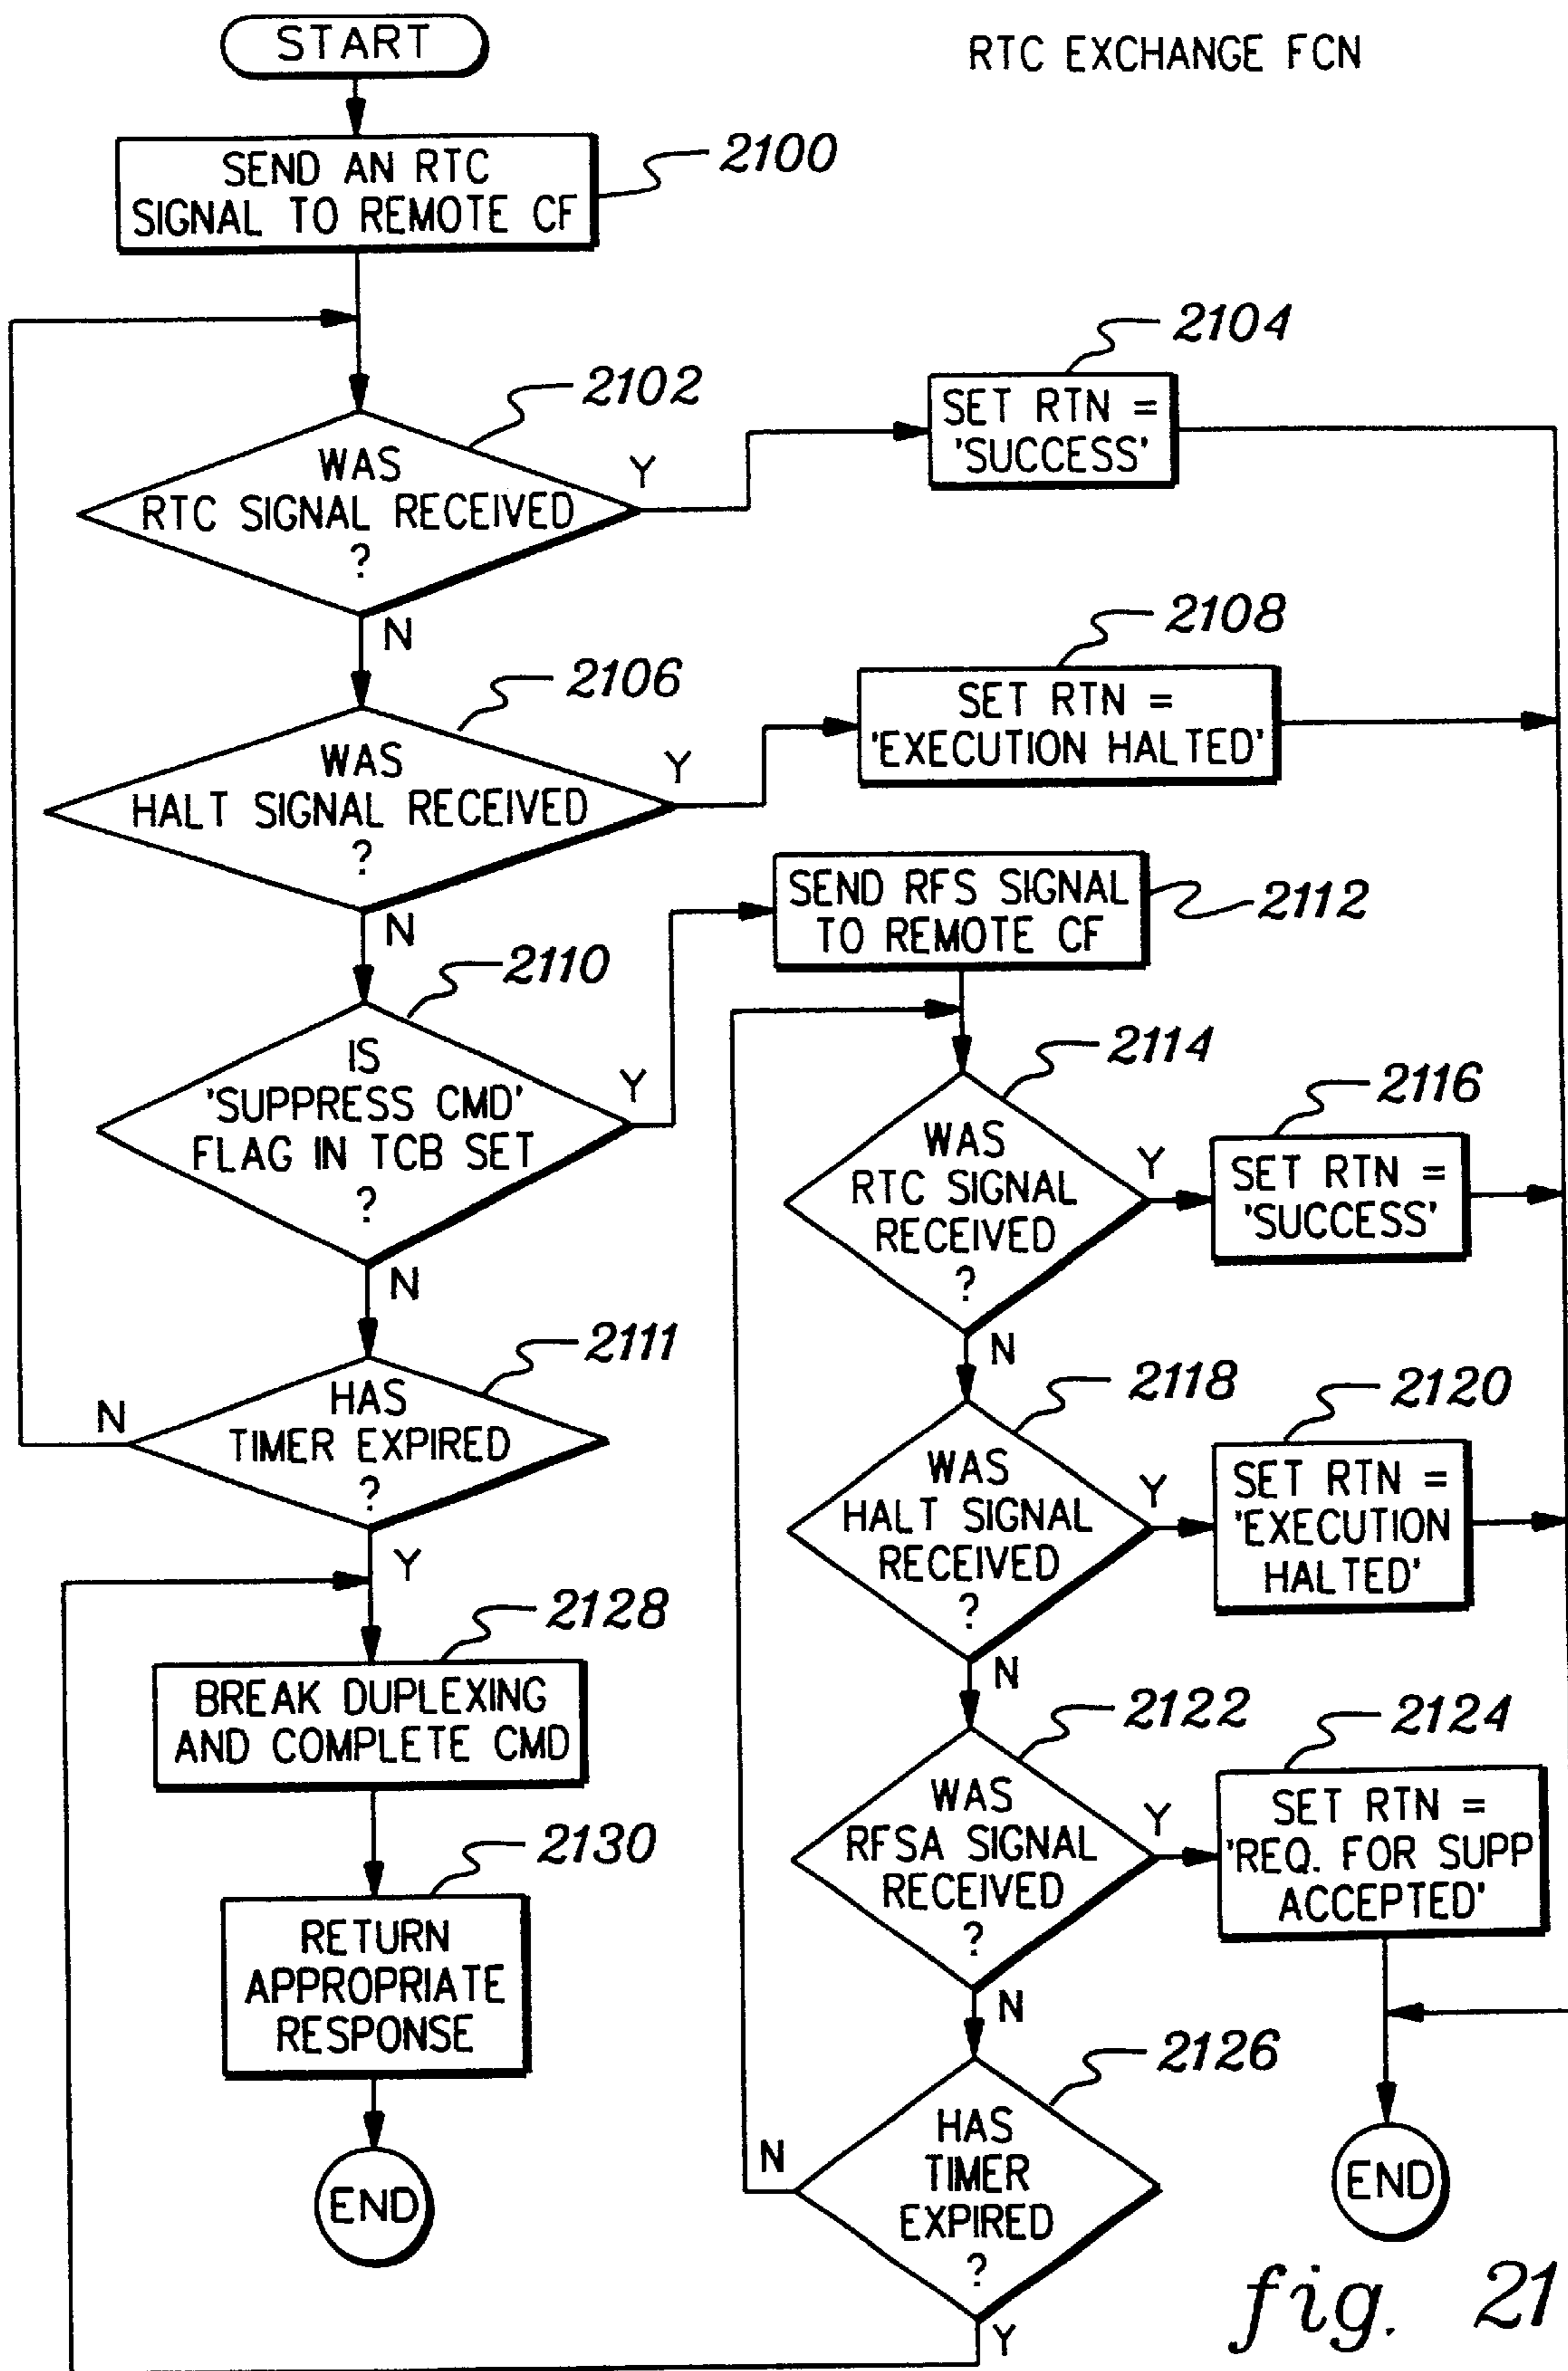 START
RTC EXCHANGE FCN
SEND AN RTC
SIGNAL TO REMOTE CF
2100
WAS
RTC SIGNAL RECEIVED
?
2102
Y
N
SET RTN =
'SUCCESS'
2104
WAS
HALT SIGNAL RECEIVED
?
2106
Y
N
SET RTN =
'EXECUTION HALTED'
2108
IS
'SUPPRESS CMD'
FLAG IN TCB SET
?
2110
Y
N
SEND RFS SIGNAL
TO REMOTE CF
2112
HAS
TIMER EXPIRED
?
2111
N
Y
WAS
RTC SIGNAL
RECEIVED
?
2114
Y
N
SET RTN =
'SUCCESS'
2116
WAS
HALT SIGNAL
RECEIVED
?
2118
Y
N
SET RTN =
'EXECUTION
HALTED'
2120
WAS
RFSA SIGNAL
RECEIVED
?
2122
Y
N
SET RTN =
'REQ. FOR SUPP
ACCEPTED'
2124
HAS
TIMER
EXPIRED
?
2126
N
Y
BREAK DUPLEXING
AND COMPLETE CMD
2128
RETURN
APPROPRIATE
RESPONSE
2130
END
END
fig. 21